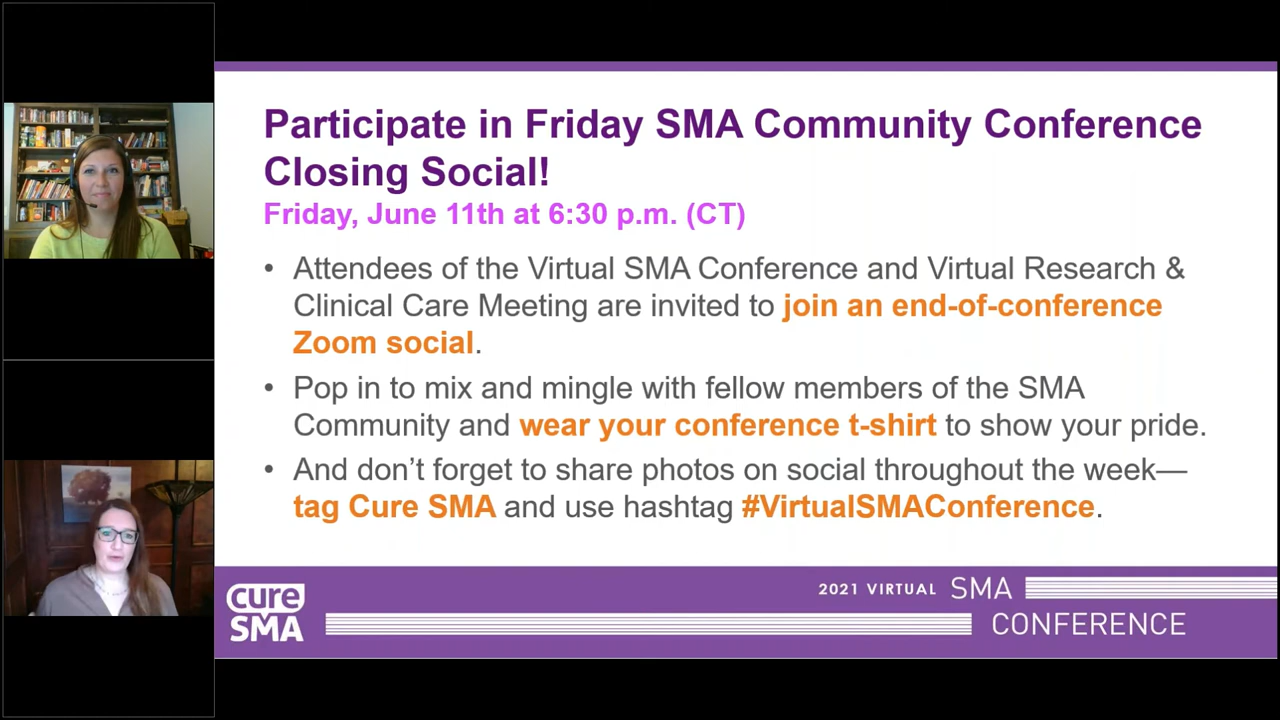 Participate in Friday SMA Community Conference
Closing Social!
Friday, June 11th at 6:30 p.m. (CT)
• Attendees of the Virtual SMA Conference and Virtual Research &
Clinical Care Meeting are invited to join an end-of-conference
Zoom social.
• Pop in to mix and mingle with fellow members of the SMA
Community and wear your conference t-shirt to show your pride.
• And don’t forget to share photos on social throughout the week—
tag Cure SMA and use hashtag #VirtualSMAConference.
cure
SMA
2021 VIRTUAL SMA
CONFERENCE